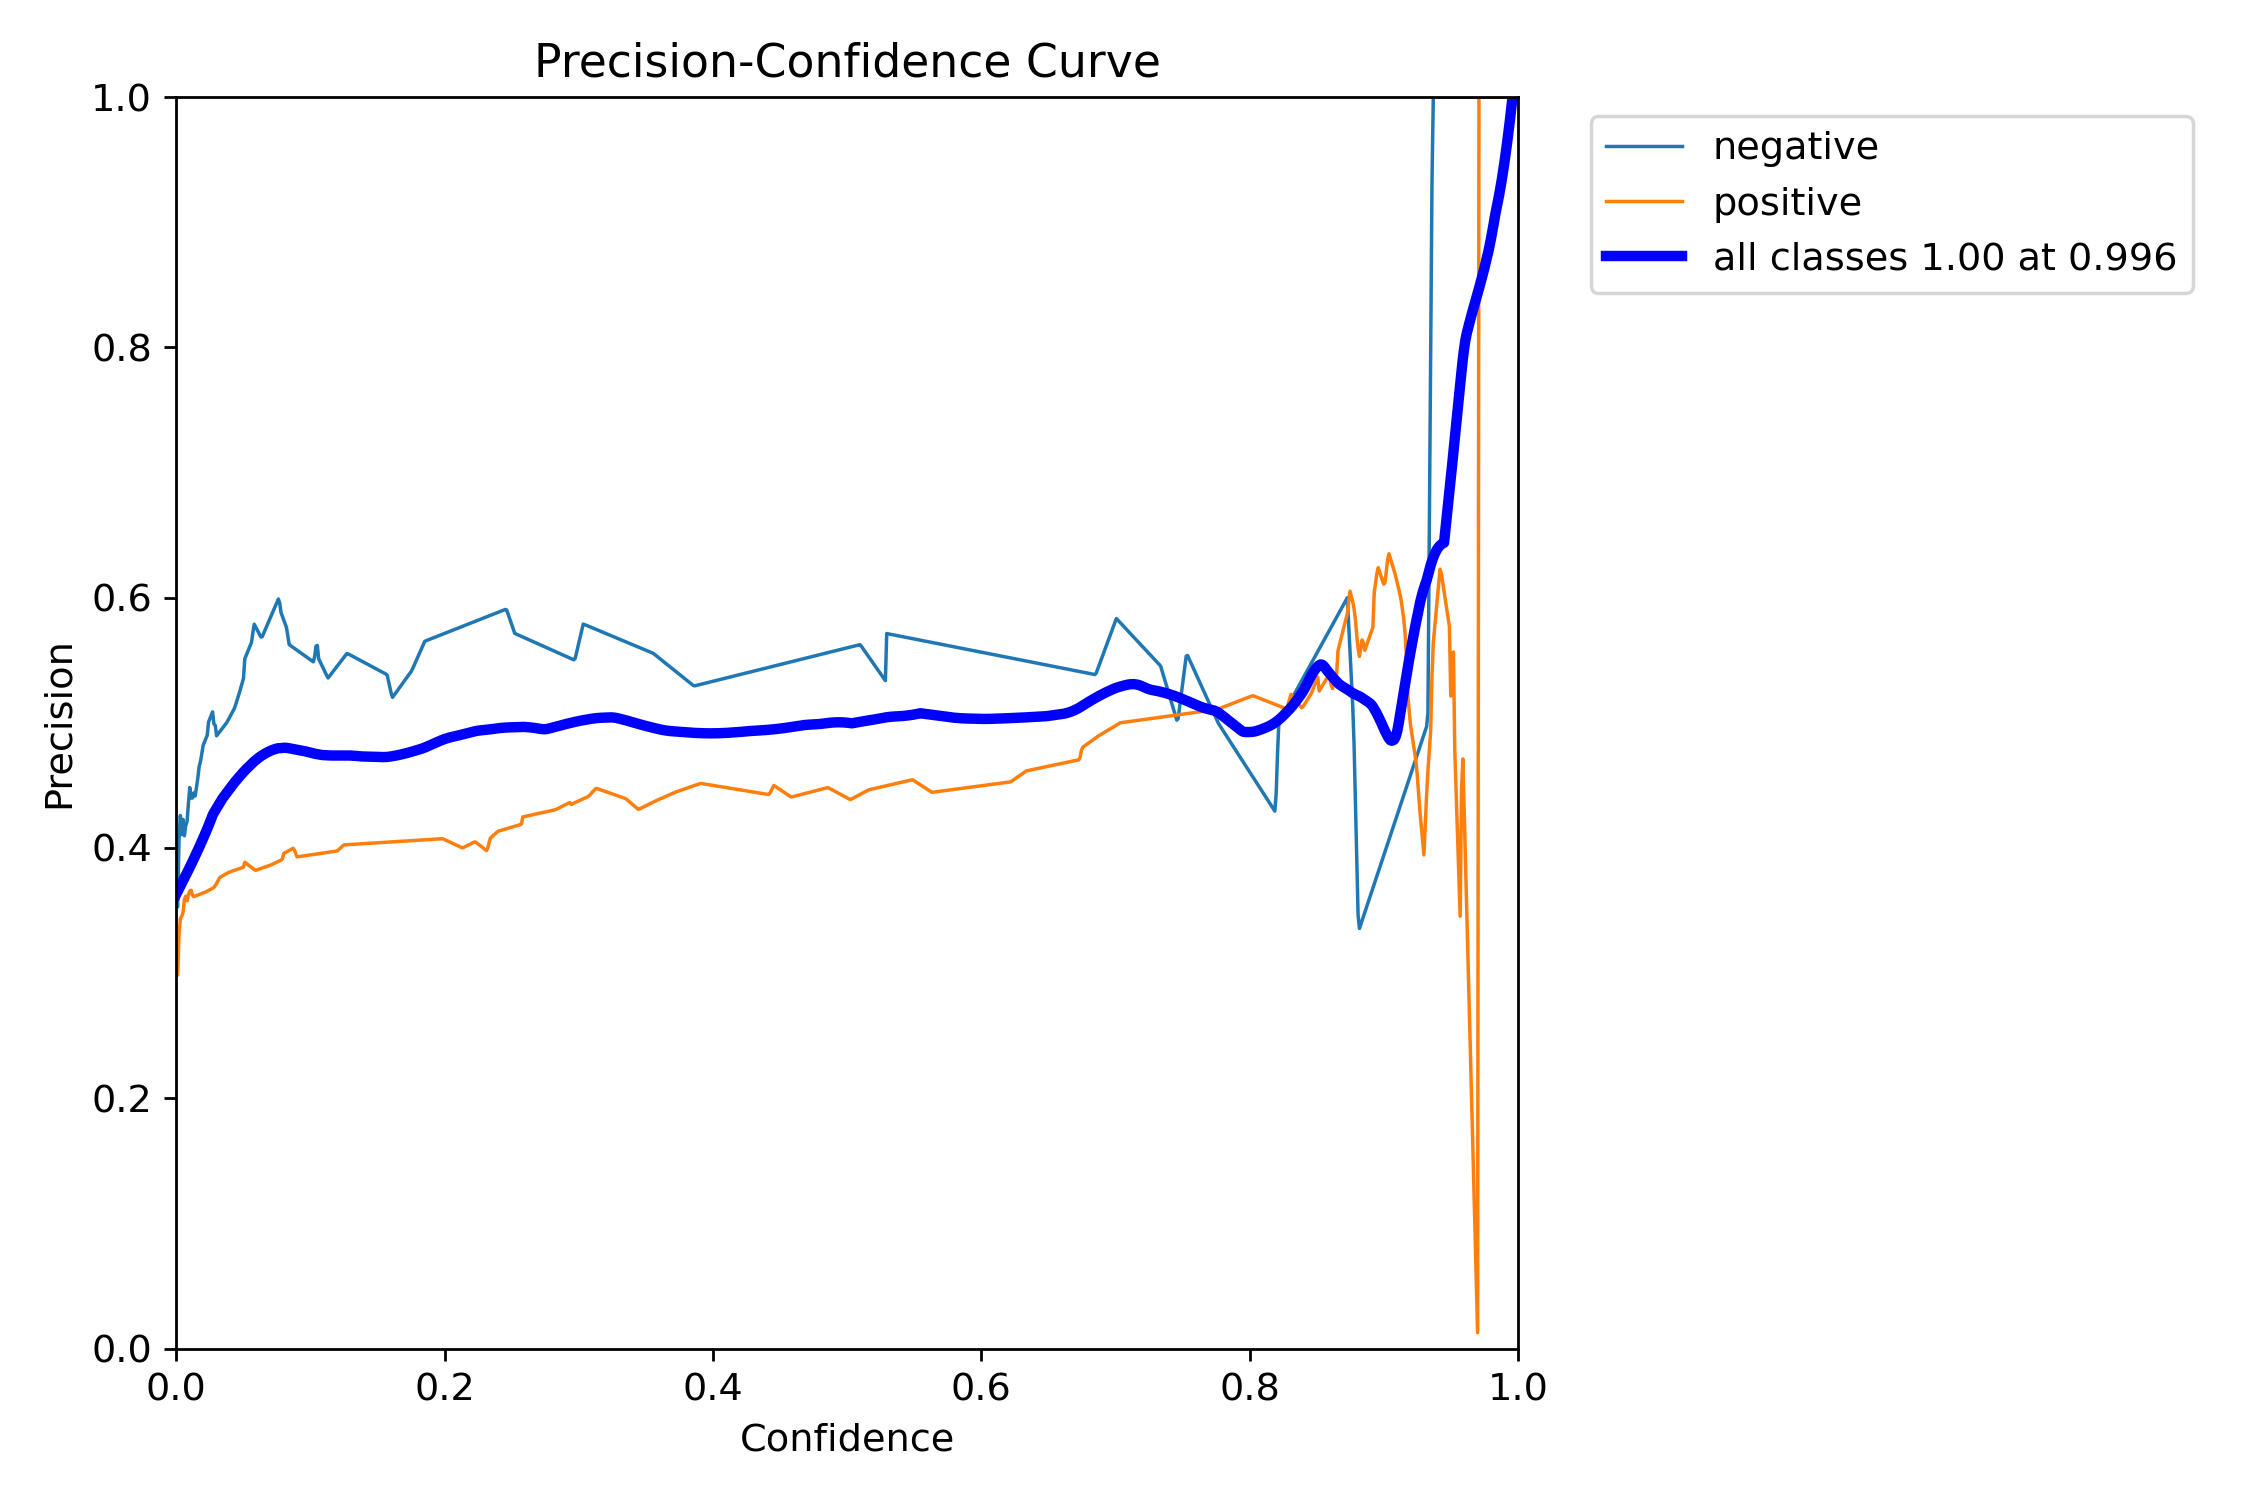 Precision-Confidence Curve
1.0
0.8
0.6
0.4
0.2
0.0
Precision
0.0 0.2 0.4 0.6 0.8 1.0
Confidence
negative
positive
all classes 1.00 at 0.996